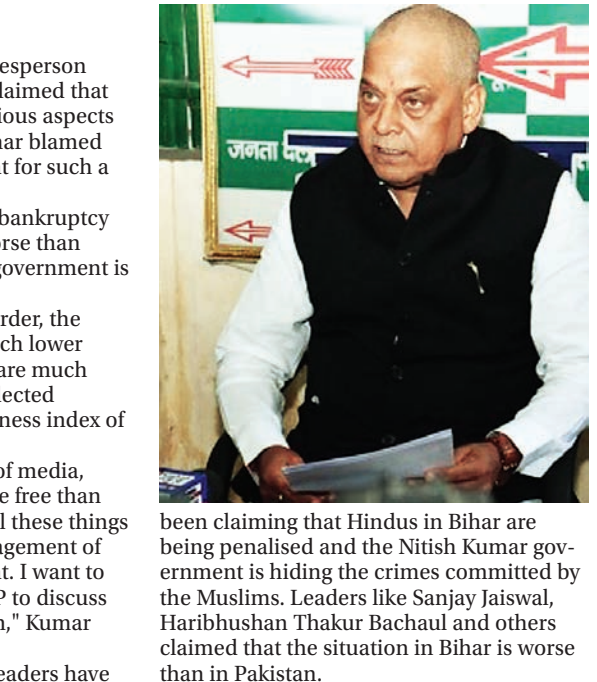 esperson
laimed that
ious aspects
har blamed
t for such a
bankruptcy
orse than
government is
rder, the
ch lower
are much
lected
ness index of
of media,
e free than
l these things
agement of
t. I want to
P to discuss
n," Kumar
eaders have
जनता दल
been claiming that Hindus in Bihar are
being penalised and the Nitish Kumar gov-
ernment is hiding the crimes committed by
the Muslims. Leaders like Sanjay Jaiswal,
Haribhushan Thakur Bachaul and others
claimed that the situation in Bihar is worse
than in Pakistan.